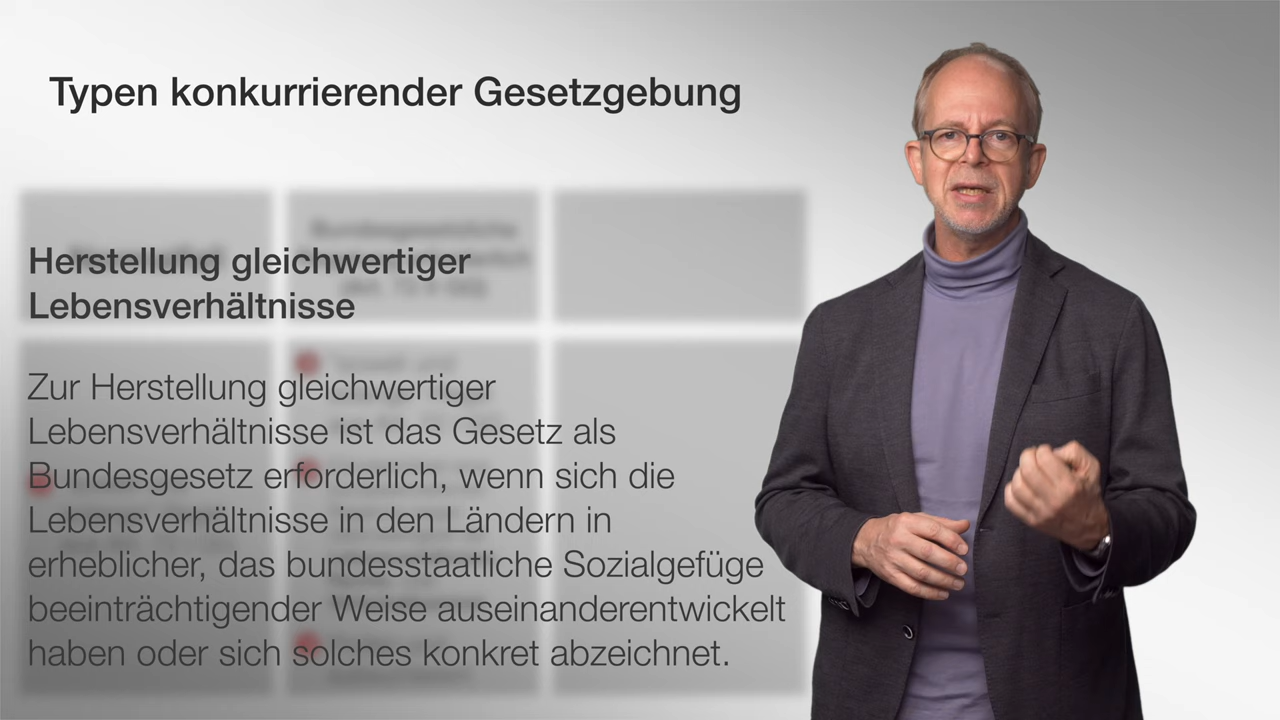 Typen konkurrierender Gesetzgebung
Herstellung gleichwertiger
Lebensverhältnisse
Zur Herstellung gleichwertiger
Lebensverhältnisse ist das Gesetz als
Bundesgesetz erforderlich, wenn sich die
Lebensverhältnisse in den Ländern in
erheblicher, das bundesstaatliche Sozialgefüge
beeinträchtigender Weise auseinanderentwickelt
haben oder sich solches konkret abzeichnet.